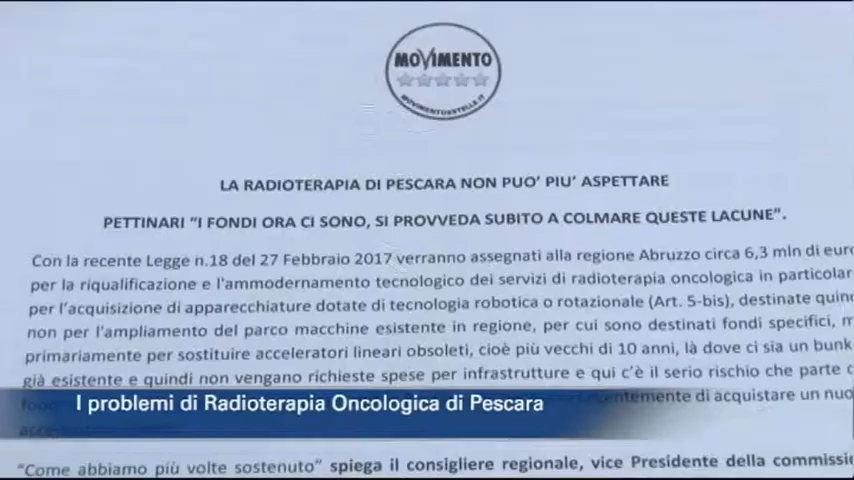 MOVIMENTO
MOVIMENTO5STELLE.IT
LA RADIOTERAPIA DI PESCARA NON PUO' PIU' ASPETTARE
PETTINARI "I FONDI ORA CI SONO, SI PROVVEDA SUBITO A COLMARE QUESTE LACUNE".
Con la recente Legge n.18 del 27 Febbraio 2017 verranno assegnati alla regione Abruzzo circa 6,3 mln di euro
per la riqualificazione e l'ammodernamento tecnologico dei servizi di radioterapia oncologica in particolar
per l'acquisizione di apparecchiature dotate di tecnologia robotica o rotazionale (Art. 5-bis), destinate quind
non per l'ampliamento del parco macchine esistente in regione, per cui sono destinati fondi specifici, m
primariamente per sostituire acceleratori lineari obsoleti, cioè più vecchi di 10 anni, là dove ci sia un bunk
già esistente e quindi non vengano richieste spese per infrastrutture e qui c'è il serio rischio che parte d
di acquistare un nuo
I problemi di Radioterapia Oncologica di Pescara
"Come abbiamo più volte sostenuto" spiega il consigliere regionale, vice Presidente della commissio